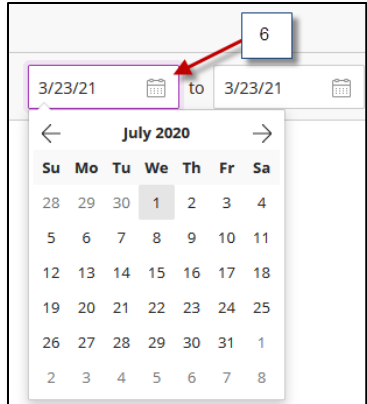 6
3/23/21 to 3/23/21
July 2020
Su Mo Tu We Th Fr Sa
28 29 30 1 2 3 4
5 6 7 8 9 10 11
12 13 14 15 16 17 18
19 20 21 22 23 24 25
26 27 28 29 30 31 1
2 3 4 5 6 7 8